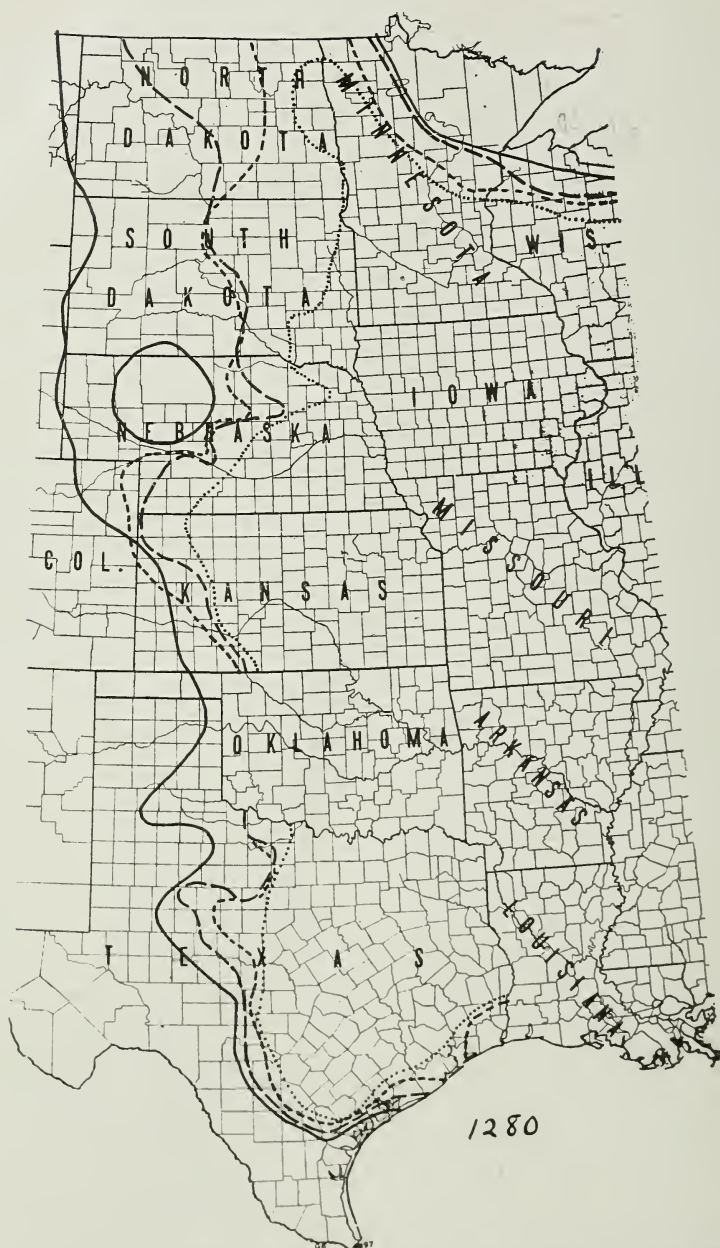 NORTH
DAKOTA
MINNESOTA
SOUTH
DAKOTA
WIS.
IOWA
NEBRASKA
ILL
MISSOURI
COL.
KANSAS
OKLAHOMA
ARKANSAS
LOUISIANA
TEXAS
1280